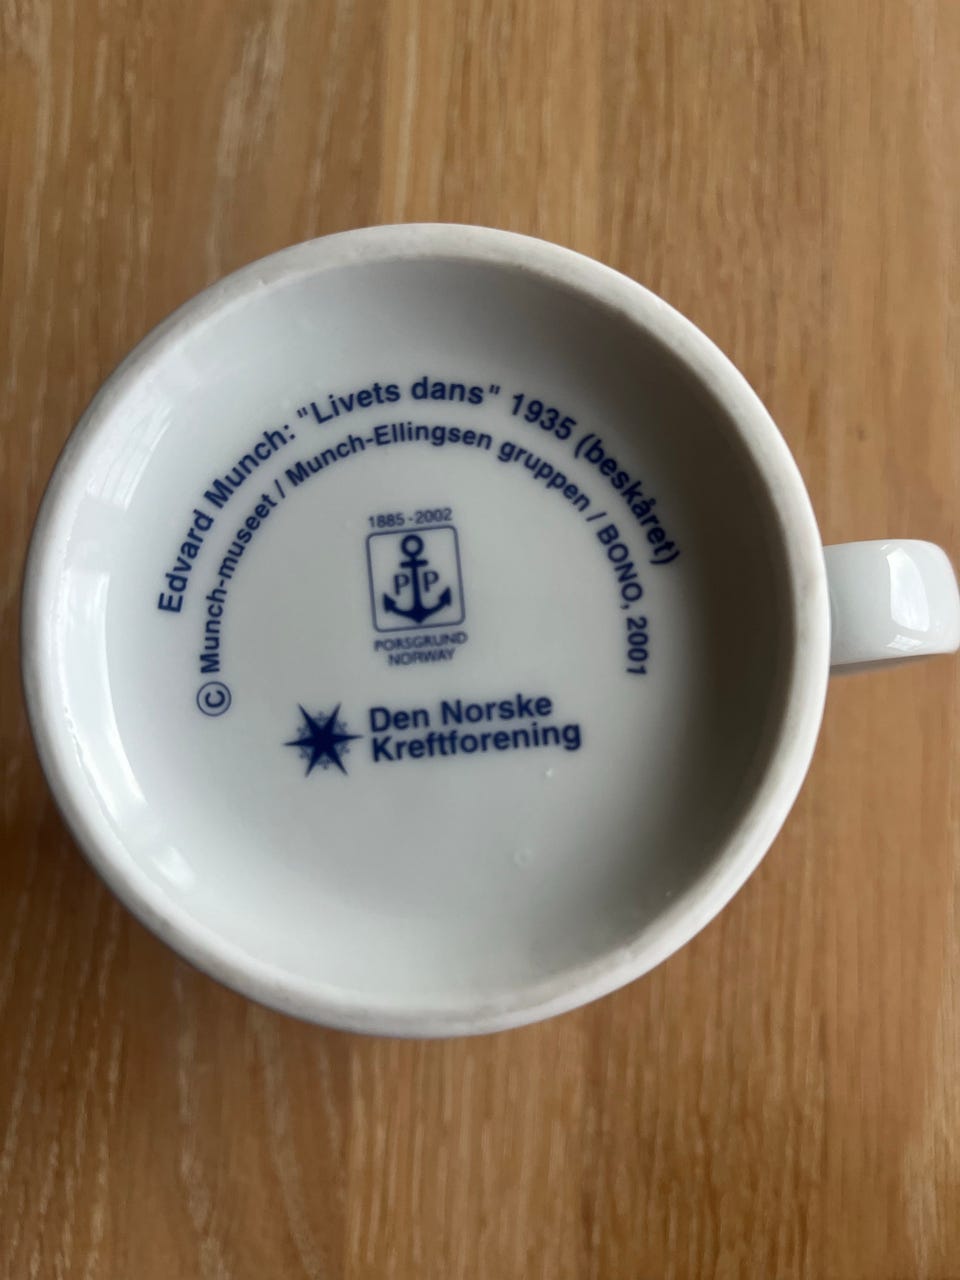 Edvard Munch: "Livets dans" 1935 (beskåret)
© Munch-museet / Munch-Ellingsen gruppen / BONO, 2001
1885-2002
PP
PORSGRUND
NORWAY
Den Norske
Kreftforening